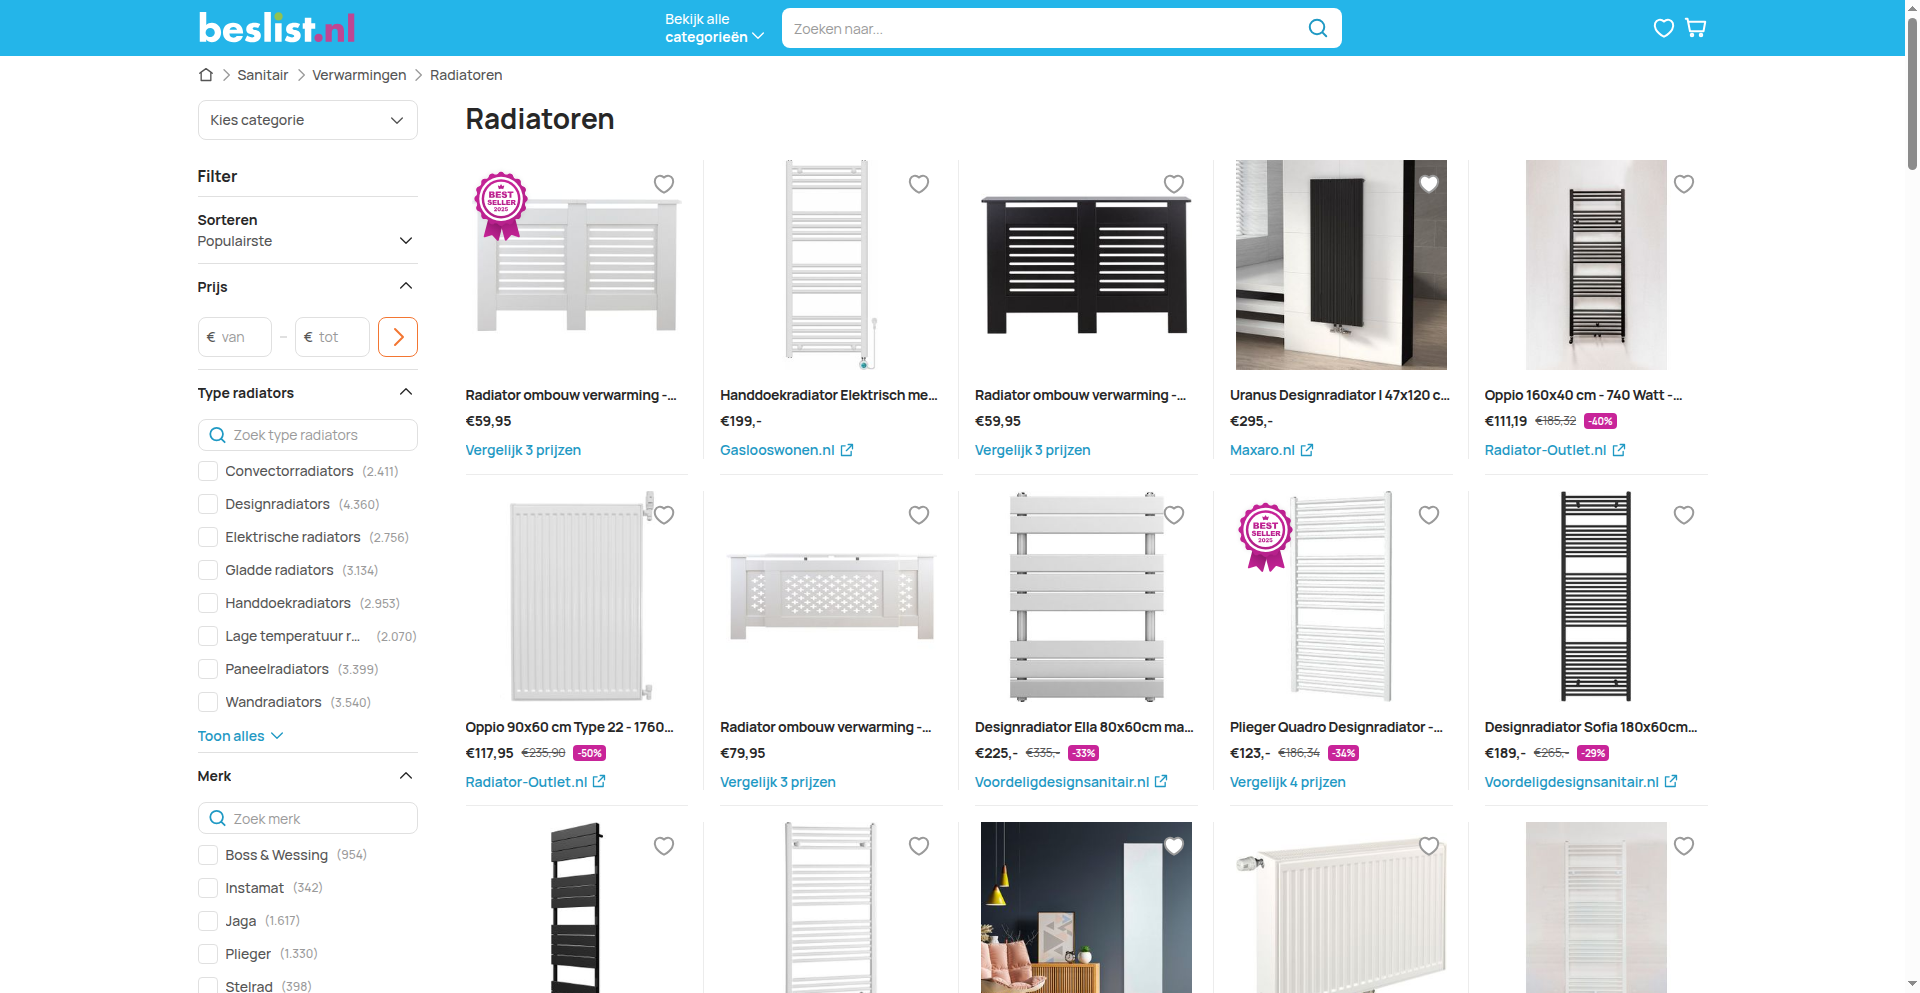 beslist.nl
Bekijk alle
categorieën
Zoeken naar...
Sanitair
Verwarmingen
Radiatoren
Kies categorie
Radiatoren
Filter
Sorteren
Populairste
Prijs
€ van
–
€ tot
Type radiators
Zoek type radiators
Convectorradiators (2.411)
Designradiators (4.360)
Elektrische radiators (2.756)
Gladde radiators (3.134)
Handdoekradiators (2.953)
Lage temperatuur r... (2.070)
Paneelradiators (3.399)
Wandradiators (3.540)
Toon alles
Merk
Zoek merk
Boss & Wessing (954)
Instamat (342)
Jaga (1.617)
Plieger (1.330)
Stelrad (398)
BEST
SELLER
2025
Radiator ombouw verwarming -...
€59,95
Vergelijk 3 prijzen
Handdoekradiator Elektrisch me...
€199,-
Gaslooswonen.nl
Radiator ombouw verwarming -...
€59,95
Vergelijk 3 prijzen
Uranus Designradiator | 47x120 c...
€295,-
Maxaro.nl
Oppio 160x40 cm - 740 Watt -...
€111,19 €185,32 -40%
Radiator-Outlet.nl
Oppio 90x60 cm Type 22 - 1760...
€117,95 €235,90 -50%
Radiator-Outlet.nl
Radiator ombouw verwarming -...
€79,95
Vergelijk 3 prijzen
Designradiator Ella 80x60cm ma...
€225,- €335,- -33%
Voordeligdesignsanitair.nl
BEST
SELLER
2025
Plieger Quadro Designradiator -...
€123,- €186,34 -34%
Vergelijk 4 prijzen
Designradiator Sofia 180x60cm...
€189,- €265,- -29%
Voordeligdesignsanitair.nl